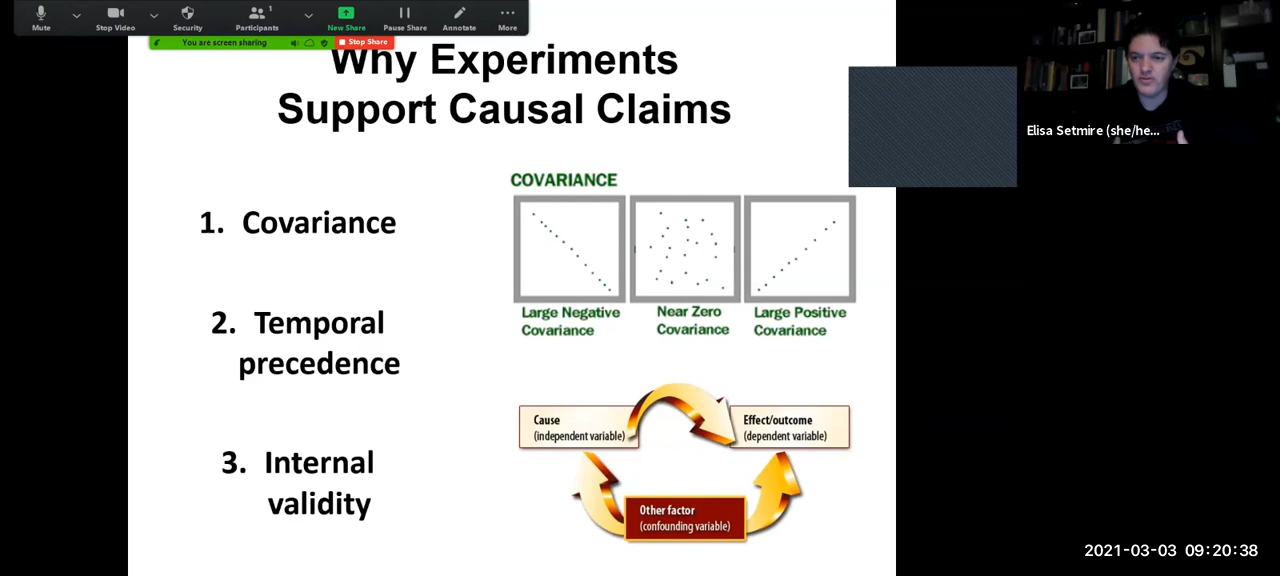 Mute
Stop Video
Security
Participants
1
New Share
Pause Share
Annotate
More
You are screen sharing
Stop Share
Why Experiments
Support Causal Claims
Elisa Setmire (she/he...
1. Covariance
2. Temporal
precedence
3. Internal
validity
COVARIANCE
Large Negative
Covariance
Near Zero
Covariance
Large Positive
Covariance
Cause
(independent variable)
Effect/outcome
(dependent variable)
Other factor
(confounding variable)
2021-03-03 09:20:38